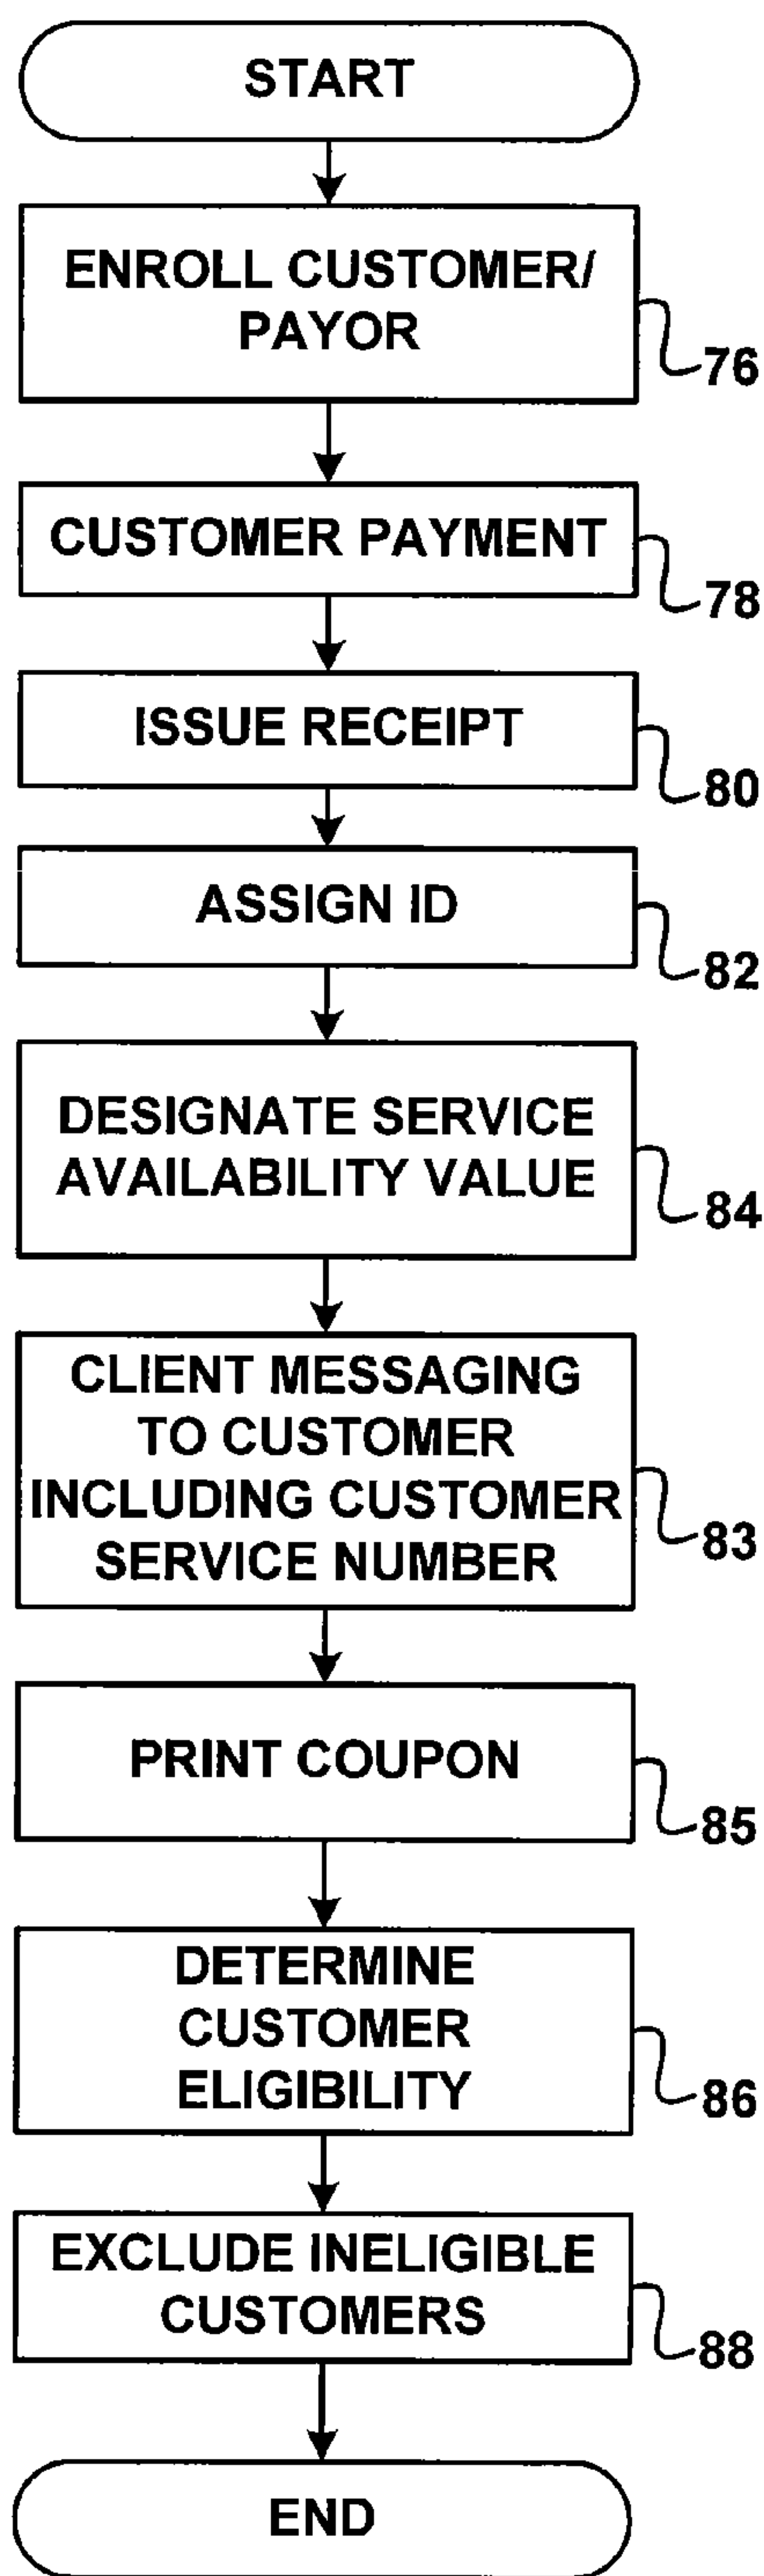 START
ENROLL CUSTOMER/
PAYOR
76
CUSTOMER PAYMENT
78
ISSUE RECEIPT
80
ASSIGN ID
82
DESIGNATE SERVICE
AVAILABILITY VALUE
84
CLIENT MESSAGING
TO CUSTOMER
INCLUDING CUSTOMER
SERVICE NUMBER
83
PRINT COUPON
85
DETERMINE
CUSTOMER
ELIGIBILITY
86
EXCLUDE INELIGIBLE
CUSTOMERS
88
END